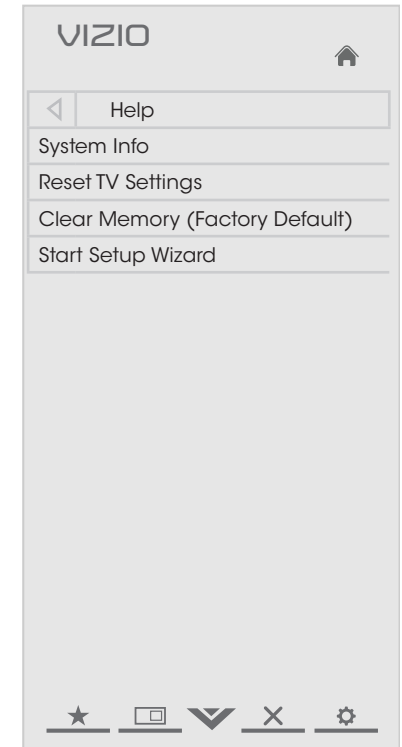 VIZIO
Help
System Info
Reset TV Settings
Clear Memory (Factory Default)
Start Setup Wizard